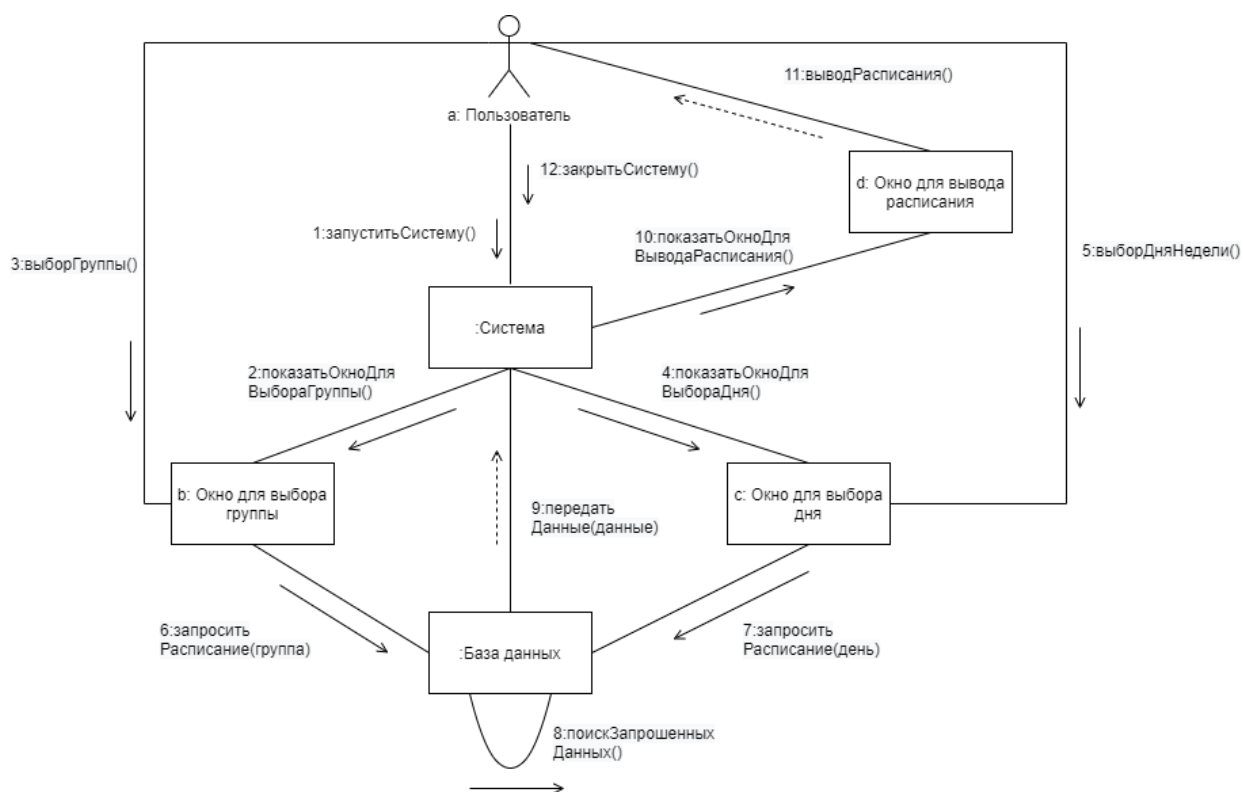 11:выводРасписания()
a: Пользователь
12:закрытьСистему()
d: Окно для вывода
расписания
1:запуститьСистему()
10:показатьОкноДля
ВыводаРасписания()
3:выборГруппы()
5:выборДняНедели()
:Система
2:показатьОкноДля
ВыбораГруппы()
4:показатьОкноДля
ВыбораДня()
b: Окно для выбора
группы
9:передать
Данные(данные)
c: Окно для выбора
дня
6:запросить
Расписание(группа)
7:запросить
Расписание(день)
:База данных
8:поискЗапрошенных
Данных()